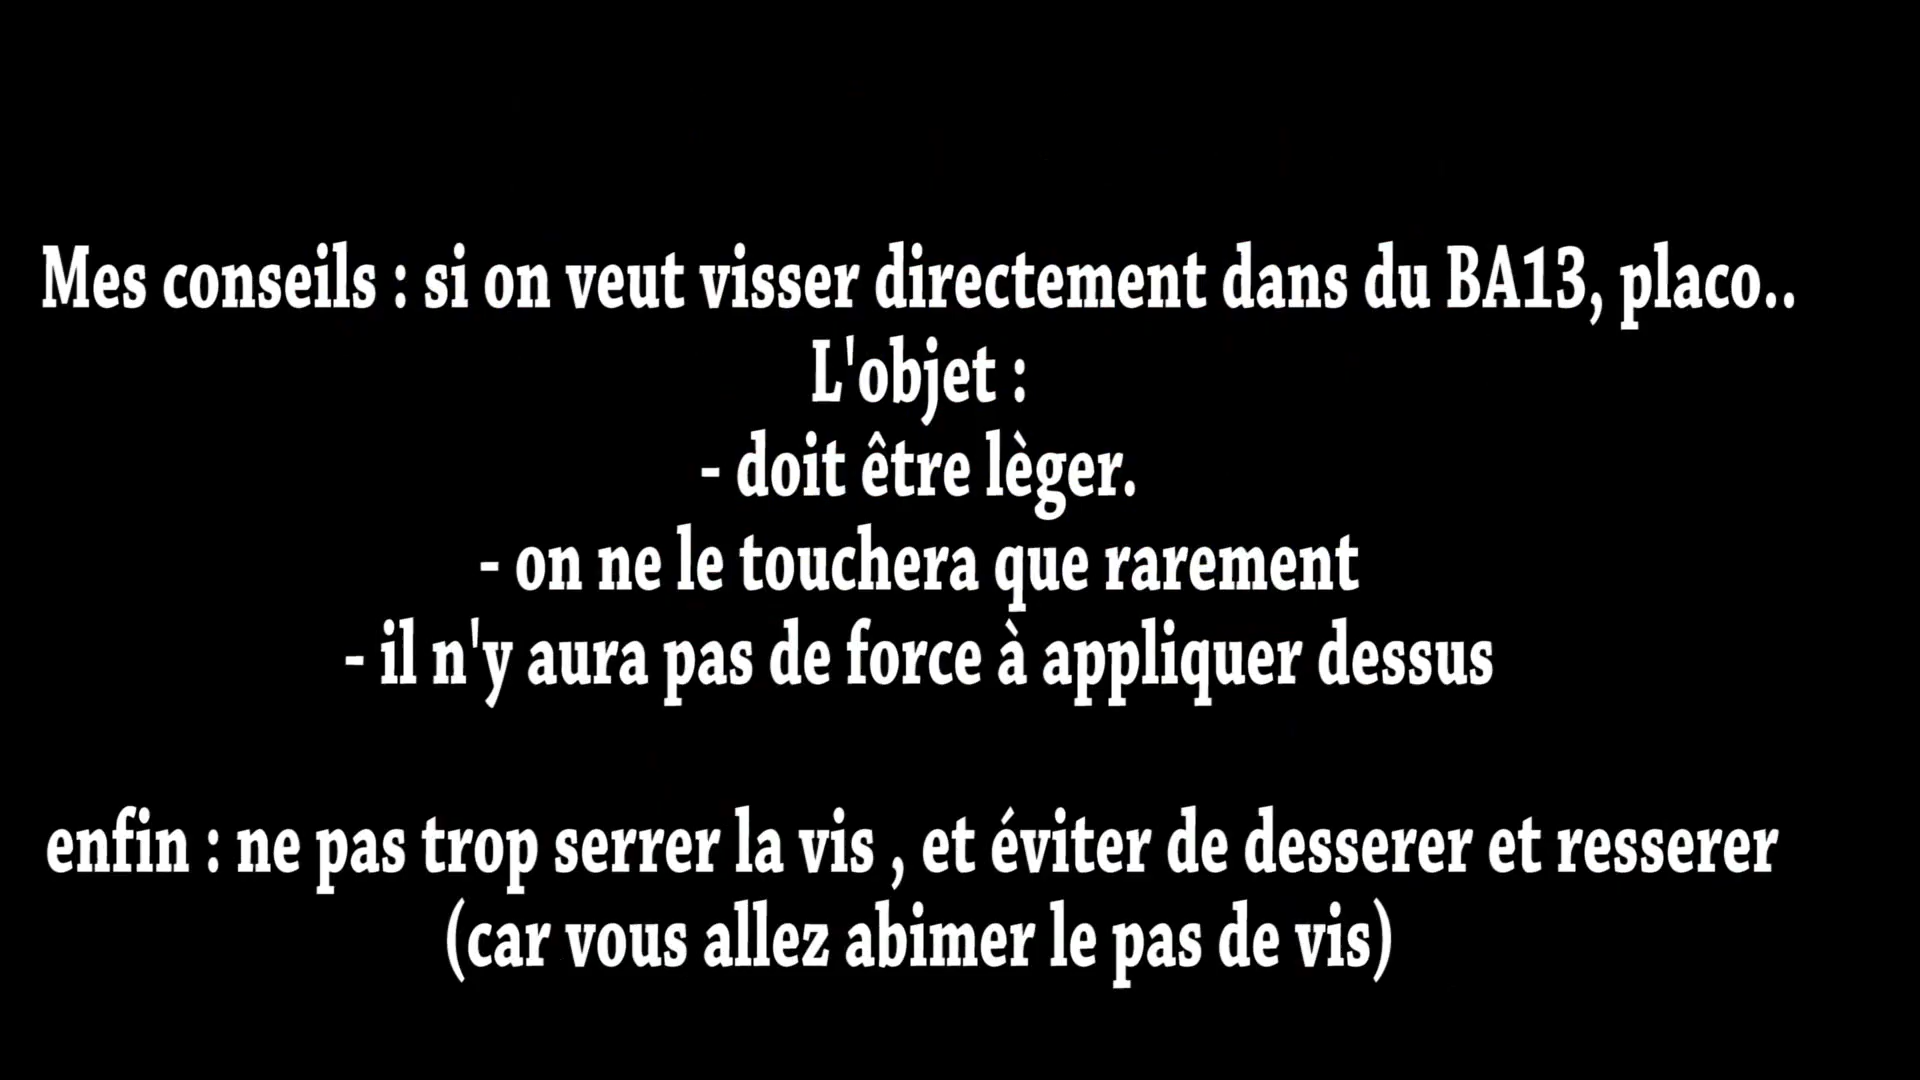 Mes conseils : si on veut visser directement dans du BA13, placo..
L'objet :
- doit être lèger.
- on ne le touchera que rarement
- il n'y aura pas de force à appliquer dessus
enfin : ne pas trop serrer la vis , et éviter de desserer et resserer
(car vous allez abimer le pas de vis)